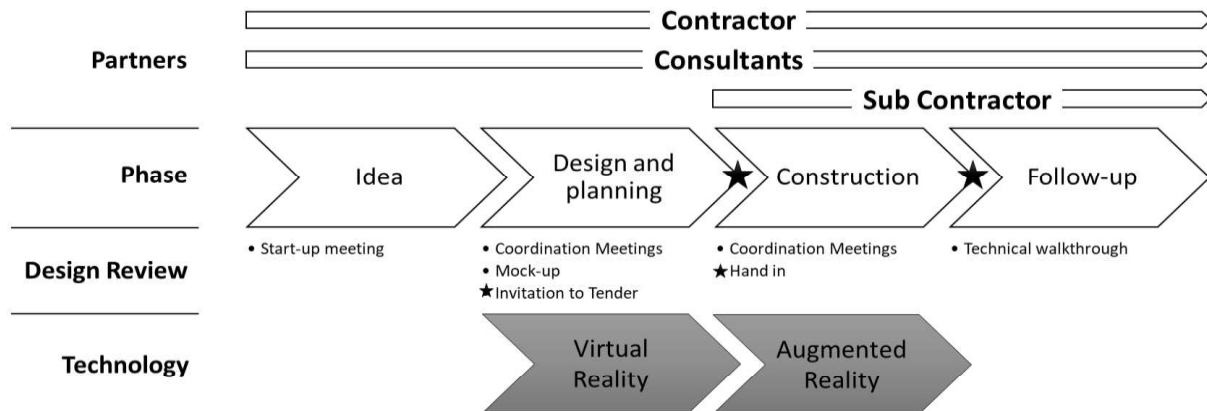 Partners
Contractor
Consultants
Sub Contractor
Phase
Idea
Design and
planning
Construction
Follow-up
Design Review
• Start-up meeting
• Coordination Meetings
• Mock-up
★Invitation to Tender
• Coordination Meetings
★Hand in
• Technical walkthrough
Technology
Virtual
Reality
Augmented
Reality